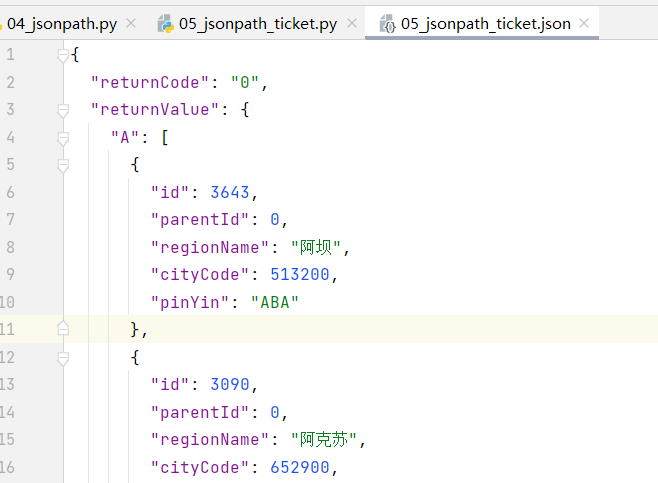 04_jsonpath.py 05_jsonpath_ticket.py 05_jsonpath_ticket.json
1 {
2 "returnCode": "0",
3 "returnValue": {
4 "A": [
5 {
6 "id": 3643,
7 "parentId": 0,
8 "regionName": "阿坝",
9 "cityCode": 513200,
10 "pinYin": "ABA"
11 },
12 {
13 "id": 3090,
14 "parentId": 0,
15 "regionName": "阿克苏",
16 "cityCode": 652900,